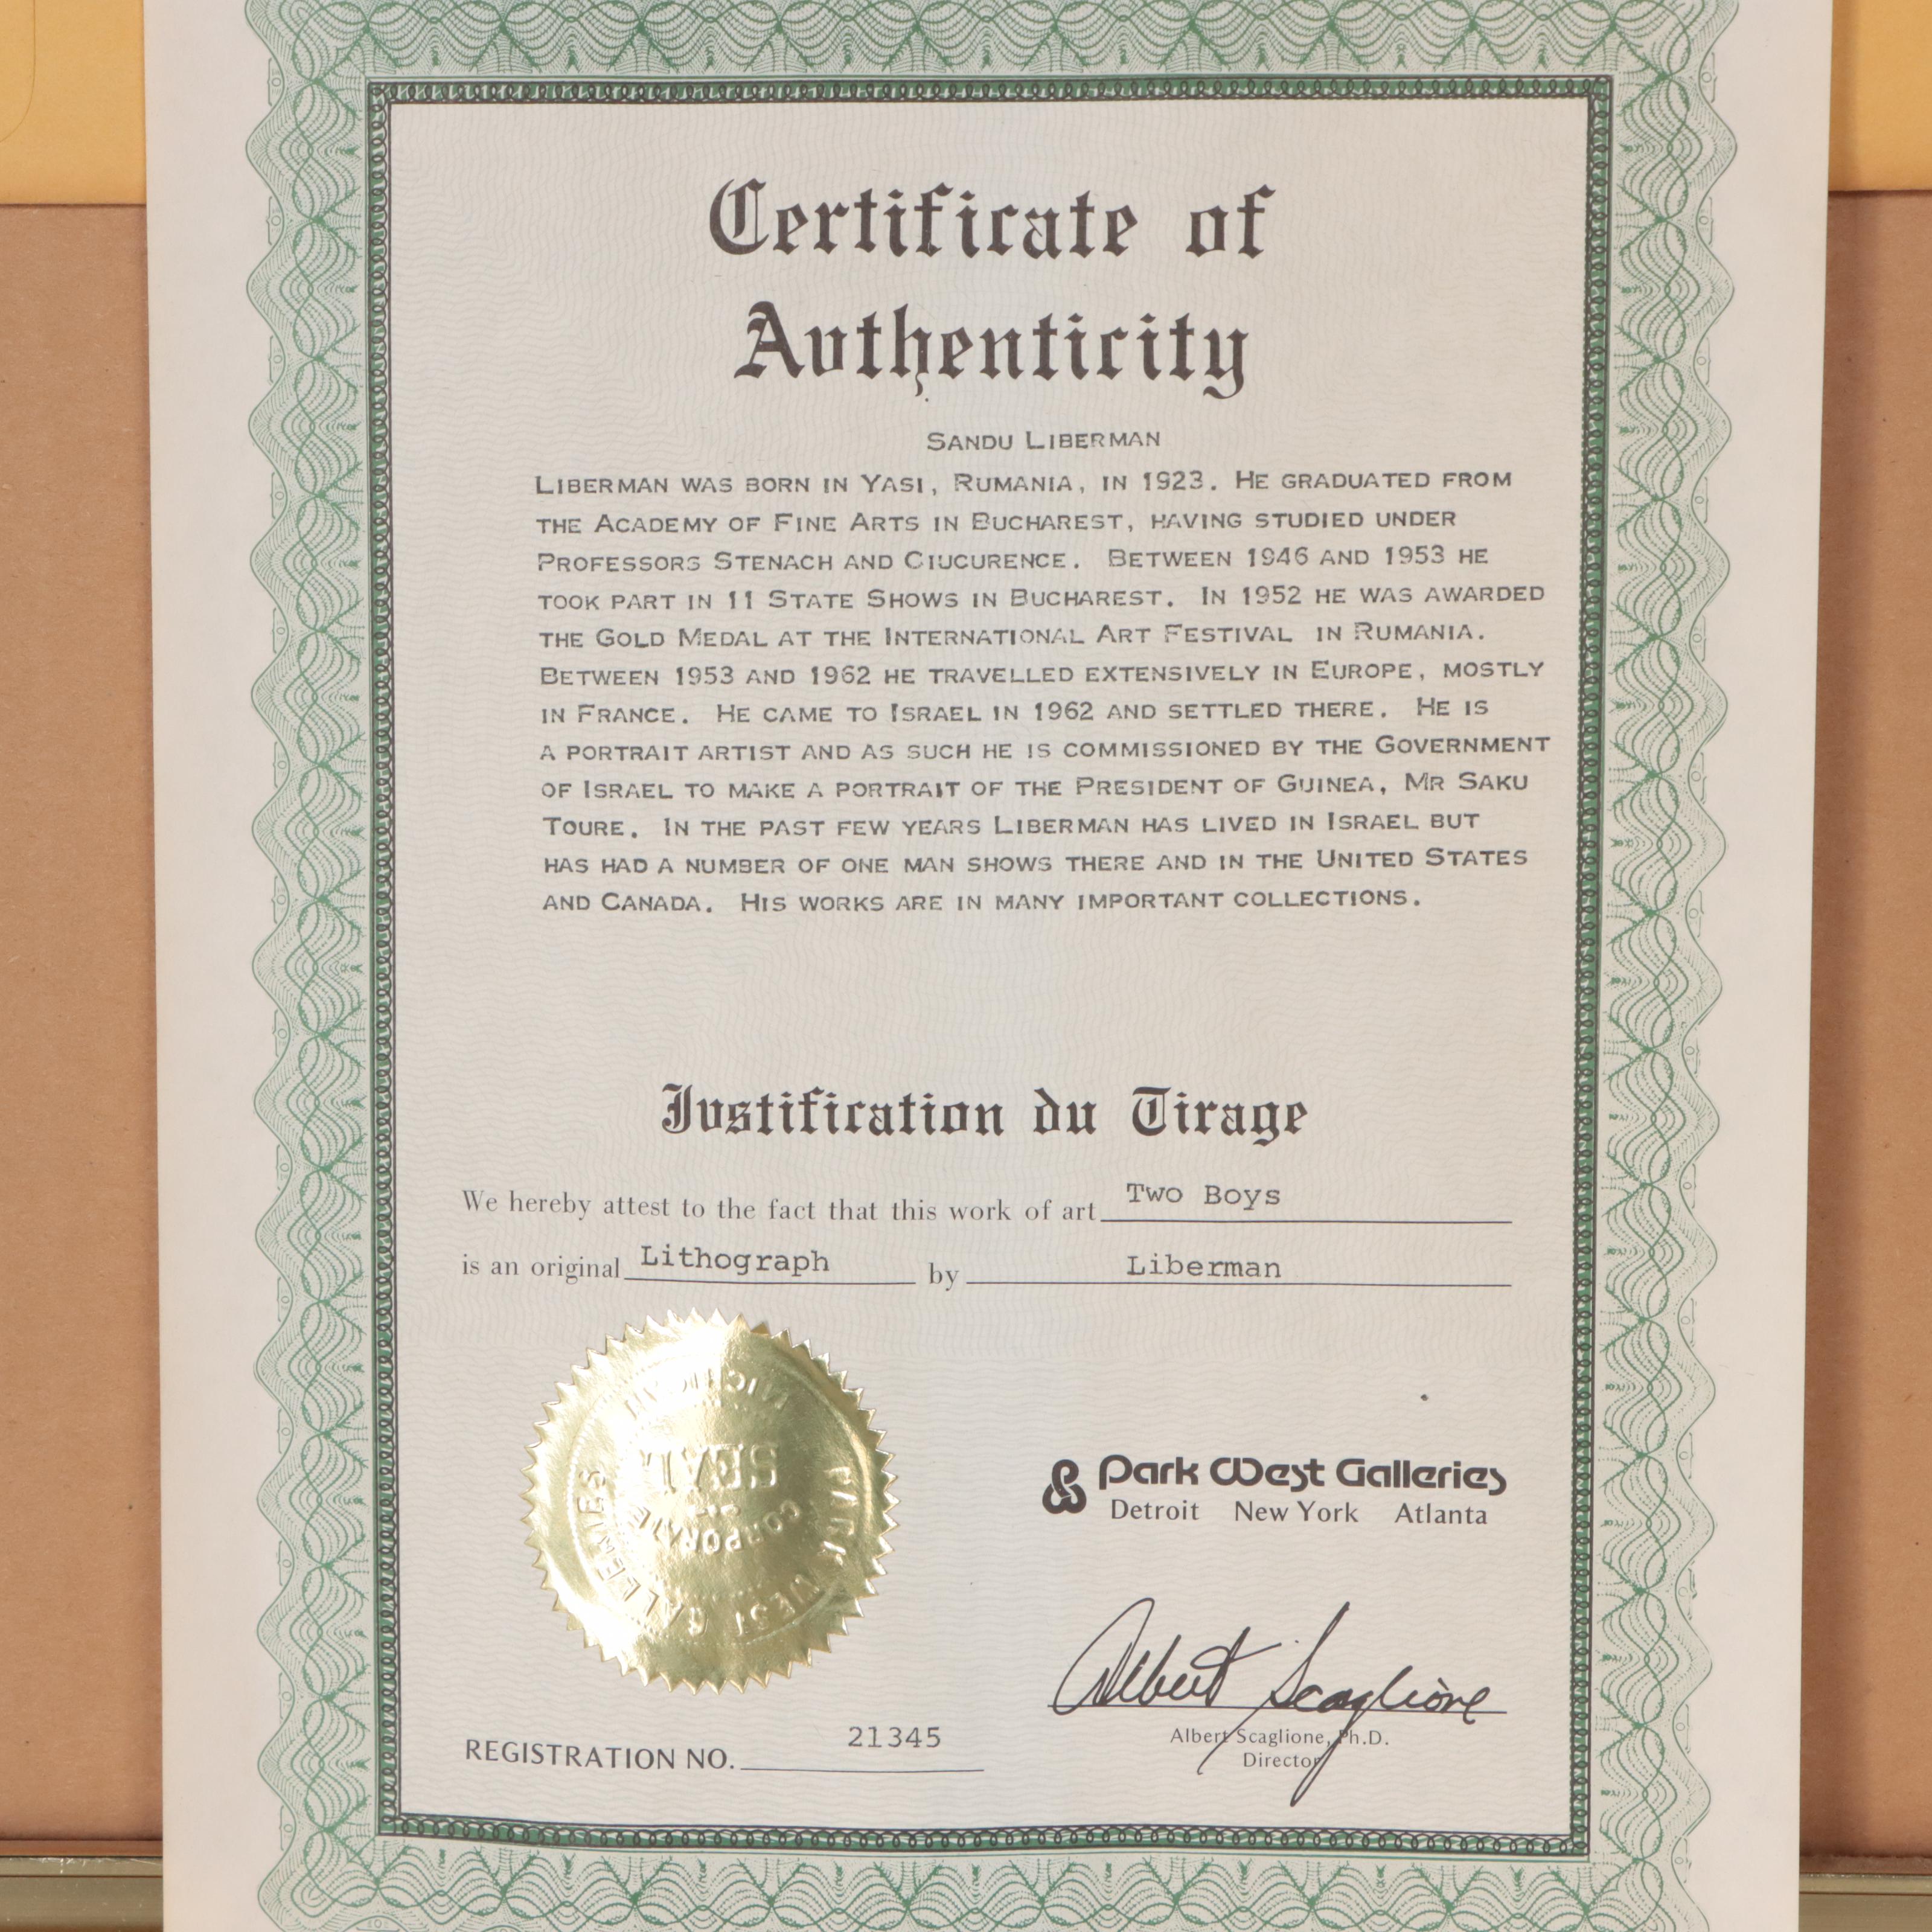 Certificate of
Authenticity
SANDU LIBERMAN
LIBERMAN WAS BORN IN YASI, RUMANIA, IN 1923. HE GRADUATED FROM
THE ACADEMY OF FINE ARTS IN BUCHAREST, HAVING STUDIED UNDER
PROFESSORS STENACH AND CIUCURENCE. BETWEEN 1946 AND 1953 HE
TOOK PART IN 11 STATE SHOWS IN BUCHAREST. IN 1952 HE WAS AWARDED
THE GOLD MEDAL AT THE INTERNATIONAL ART FESTIVAL IN RUMANIA.
BETWEEN 1953 AND 1962 HE TRAVELLED EXTENSIVELY IN EUROPE, MOSTLY
IN FRANCE. HE CAME TO ISRAEL IN 1962 AND SETTLED THERE. HE IS
A PORTRAIT ARTIST AND AS SUCH HE IS COMMISSIONED BY THE GOVERNMENT
OF ISRAEL TO MAKE A PORTRAIT OF THE PRESIDENT OF GUINEA, MR SAKU
TOURE. IN THE PAST FEW YEARS LIBERMAN HAS LIVED IN ISRAEL BUT
HAS HAD A NUMBER OF ONE MAN SHOWS THERE AND IN THE UNITED STATES
AND CANADA. HIS WORKS ARE IN MANY IMPORTANT COLLECTIONS.
Justification du Tirage
We hereby attest to the fact that this work of art Two Boys
is an original Lithograph by Liberman
PARK WEST GALLERIES
CORPORATE
SEAL
MICHIGAN
Park West Galleries
Detroit New York Atlanta
Albert Scaglione
Albert Scaglione, Ph.D.
Director
REGISTRATION NO. 21345